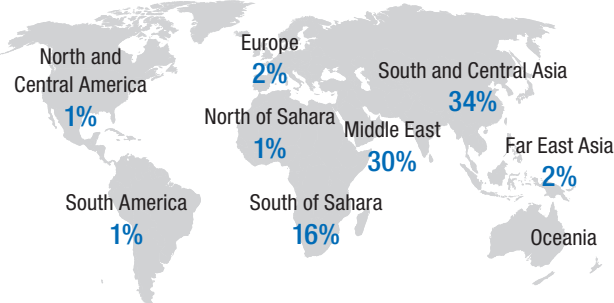 North and
Central America
1%
Europe
2%
South and Central Asia
34%
North of Sahara
1%
Middle East
30%
Far East Asia
2%
South America
1%
South of Sahara
16%
Oceania